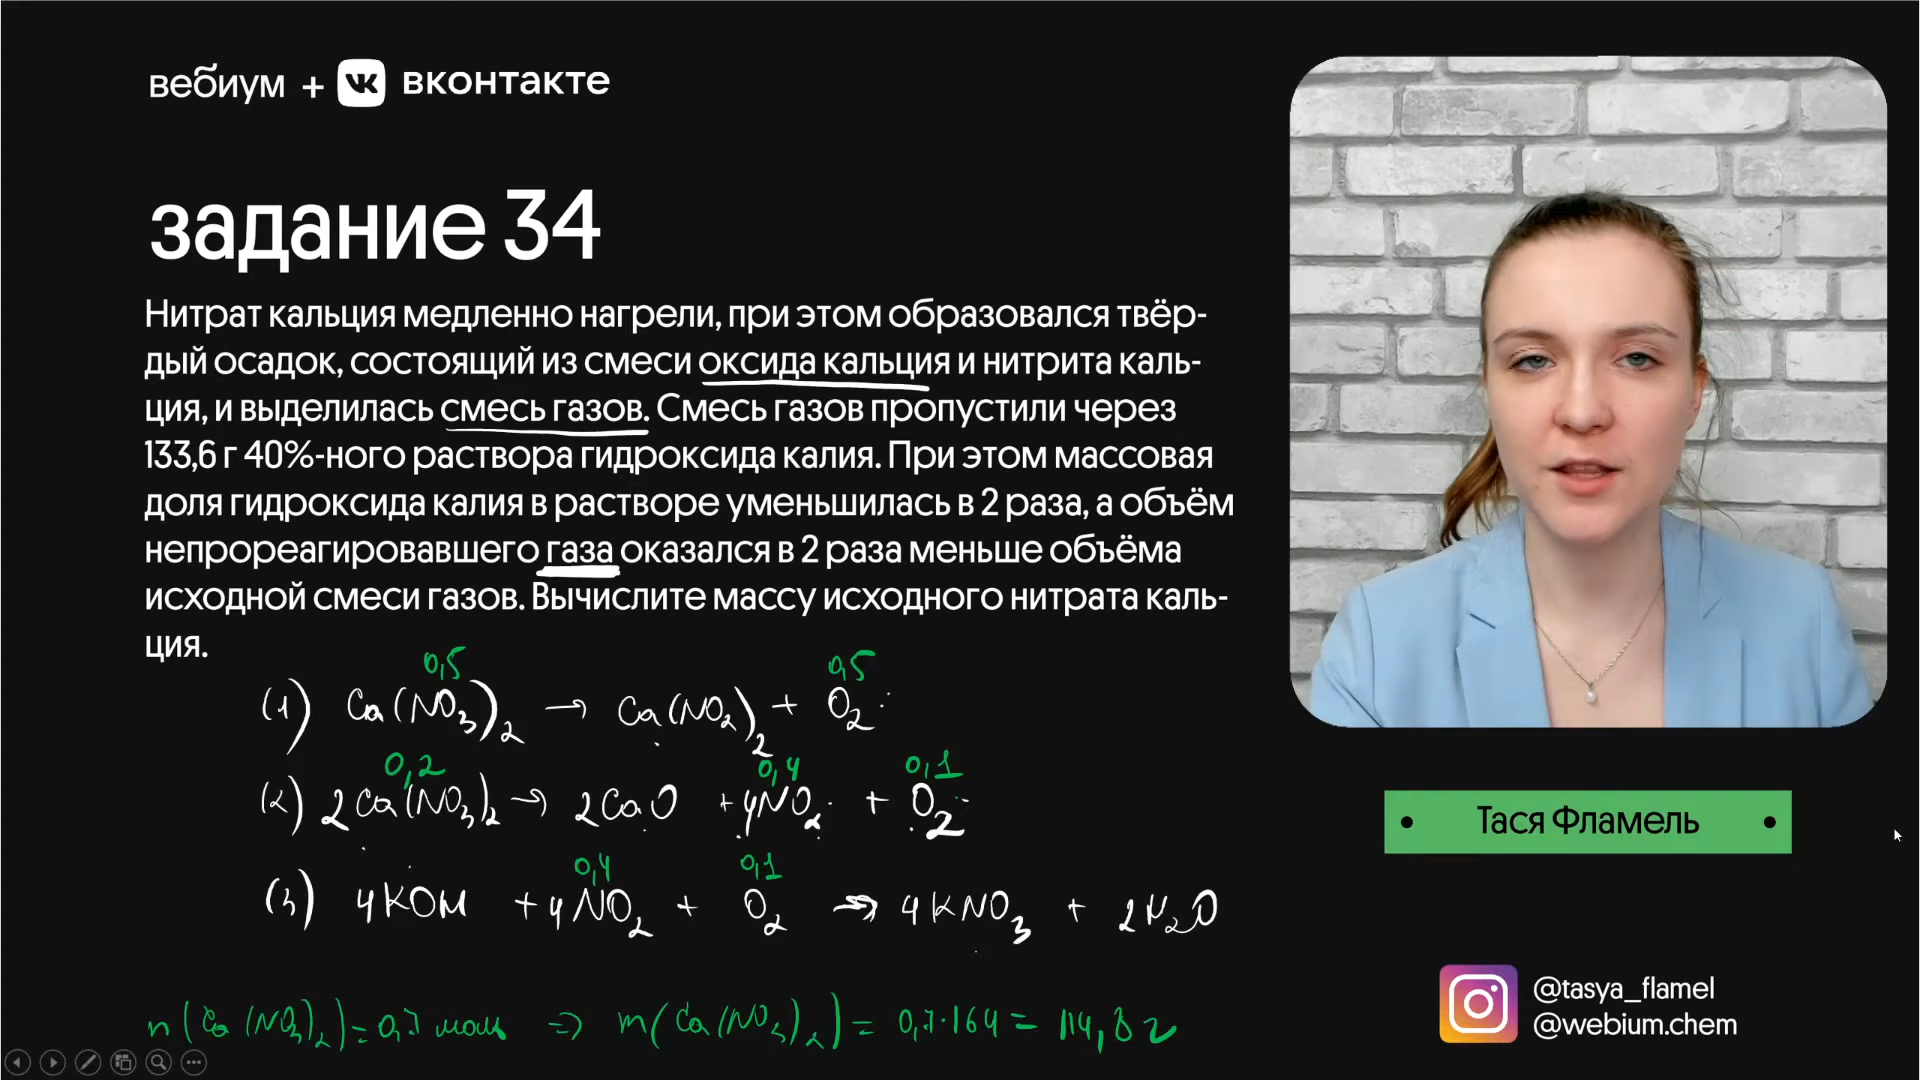 вебиум + вконтакте
задание 34
Нитрат кальция медленно нагрели, при этом образовался твёр-
дый осадок, состоящий из смеси оксида кальция и нитрита каль-
ция, и выделилась смесь газов. Смесь газов пропустили через
133,6 г 40%-ного раствора гидроксида калия. При этом массовая
доля гидроксида калия в растворе уменьшилась в 2 раза, а объём
непрореагировавшего газа оказался в 2 раза меньше объёма
исходной смеси газов. Вычислите массу исходного нитрата каль-
ция.
0,5 0,5
(1) Ca(NO3)2 → Ca(NO2)2 + O2
0,2 0,4 0,1
(2) 2Ca(NO3)2 → 2CaO + 4NO2 + O2
0,4 0,1
(3) 4KOH + 4NO2 + O2 → 4KNO3 + 2H2O
n(Ca(NO3)2) = 0,7 моль => m(Ca(NO3)2) = 0,7·164 = 114,8 г
Тася Фламель
@tasya_flamel
@webium.chem